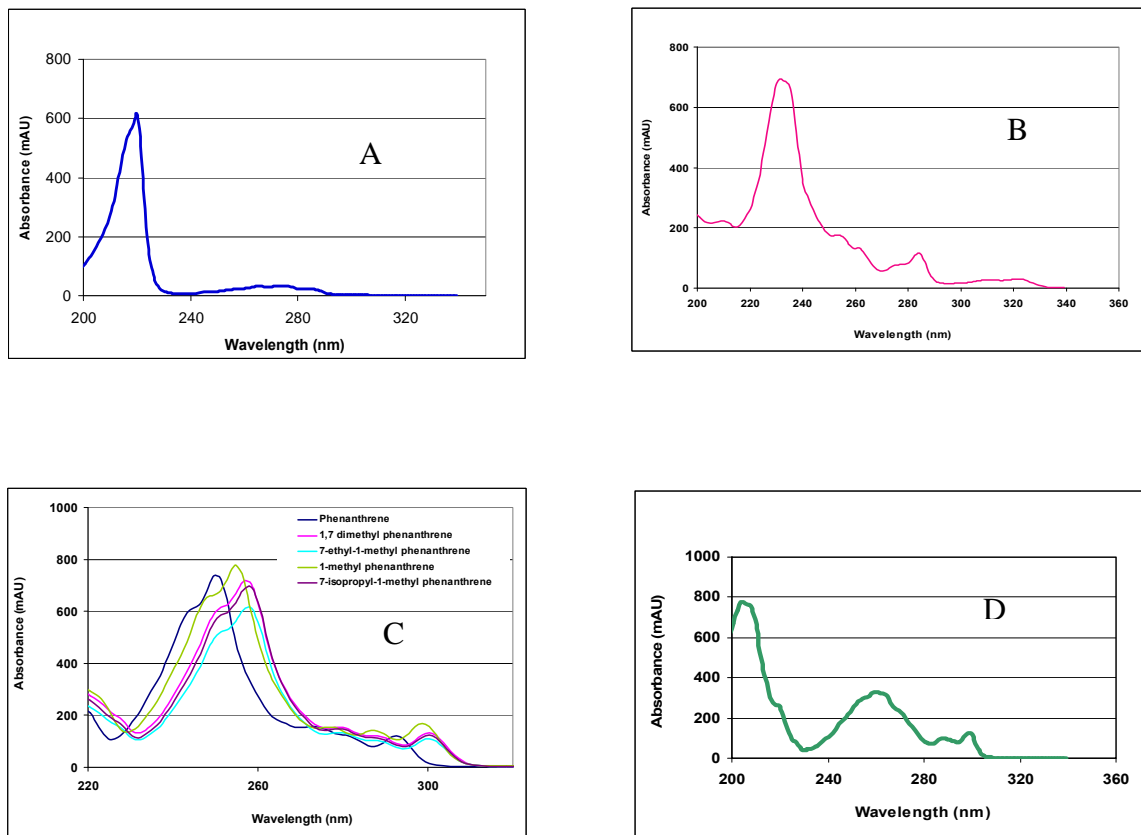 800
600
400
200
0
Absorbance (mAU)
A
200 240 280 320
Wavelength (nm)
800
600
400
200
0
Absorbance (mAU)
B
200 220 240 260 280 300 320 340 360
Wavelength (nm)
1000
800
600
400
200
0
Absorbance (mAU)
Phenanthrene
1,7 dimethyl phenanthrene
7-ethyl-1-methyl phenanthrene
1-methyl phenanthrene
7-isopropyl-1-methyl phenanthrene
C
220 260 300
Wavelength (nm)
1000
800
600
400
200
0
Absorbance (mAU)
D
200 240 280 320 360
Wavelength (nm)